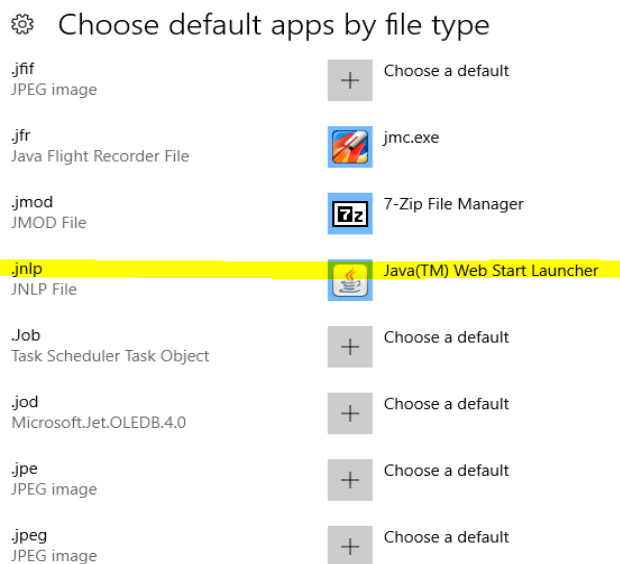 Choose default apps by file type
.jfif
JPEG image
Choose a default
.jfr
Java Flight Recorder File
jmc.exe
.jmod
JMOD File
7z
7-Zip File Manager
.jnlp
JNLP File
Java(TM) Web Start Launcher
.Job
Task Scheduler Task Object
Choose a default
.jod
Microsoft.Jet.OLEDB.4.0
Choose a default
.jpe
JPEG image
Choose a default
.jpeg
JPEG image
Choose a default